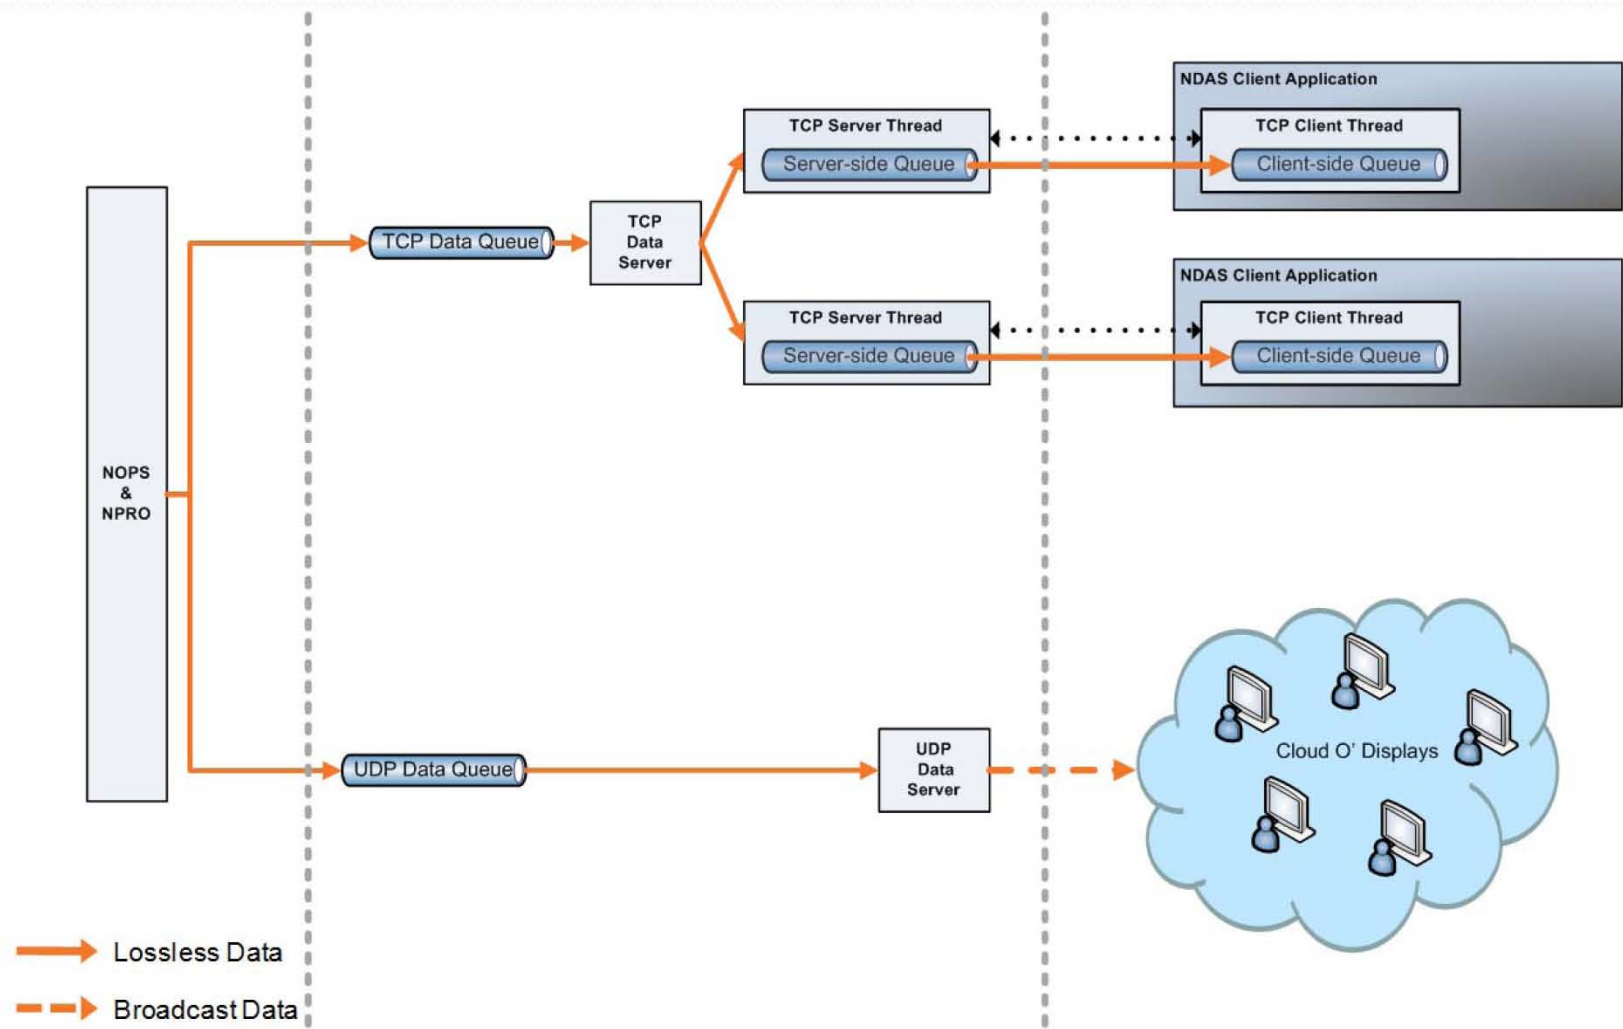 NDAS Client Application
TCP Server Thread
Server-side Queue
TCP Client Thread
Client-side Queue
TCP Data Queue
TCP
Data
Server
NDAS Client Application
TCP Server Thread
Server-side Queue
TCP Client Thread
Client-side Queue
NOPS
&
NPRO
UDP Data Queue
UDP
Data
Server
Cloud O' Displays
Lossless Data
Broadcast Data